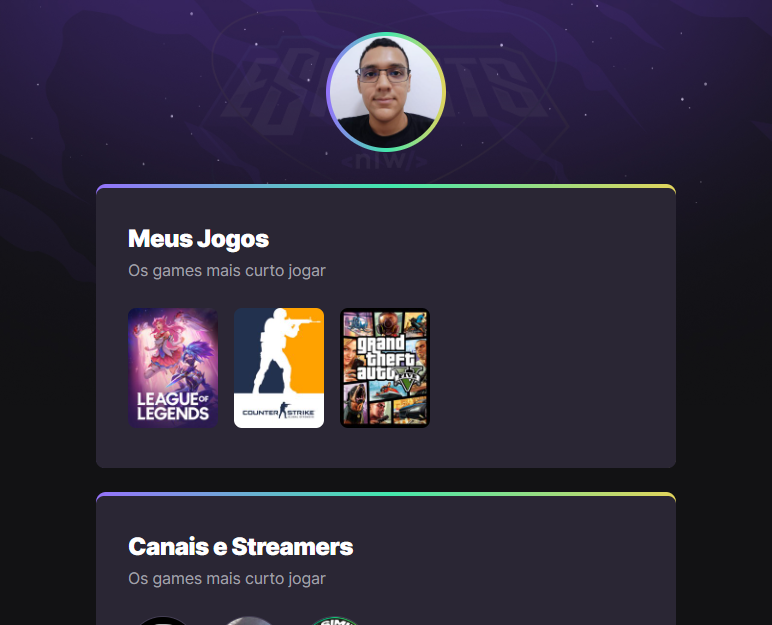 ESPORTS
<nlw/>
Meus Jogos
Os games mais curto jogar
LEAGUE OF
LEGENDS
COUNTER STRIKE
grand
theft
auto
V
Canais e Streamers
Os games mais curto jogar